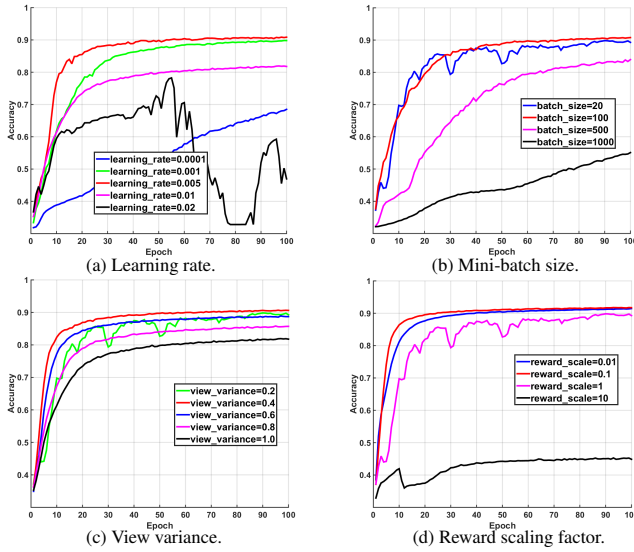 1
0.9
0.8
0.7
0.6
0.5
0.4
Accuracy
learning_rate=0.0001
learning_rate=0.001
learning_rate=0.005
learning_rate=0.01
learning_rate=0.02
0 10 20 30 40 50 60 70 80 90 100
Epoch
(a) Learning rate.
1
0.9
0.8
0.7
0.6
0.5
0.4
Accuracy
batch_size=20
batch_size=100
batch_size=500
batch_size=1000
0 10 20 30 40 50 60 70 80 90 100
Epoch
(b) Mini-batch size.
1
0.9
0.8
0.7
0.6
0.5
0.4
Accuracy
view_variance=0.2
view_variance=0.4
view_variance=0.6
view_variance=0.8
view_variance=1.0
0 10 20 30 40 50 60 70 80 90 100
Epoch
(c) View variance.
1
0.9
0.8
0.7
0.6
0.5
0.4
Accuracy
reward_scale=0.01
reward_scale=0.1
reward_scale=1
reward_scale=10
0 10 20 30 40 50 60 70 80 90 100
Epoch
(d) Reward scaling factor.